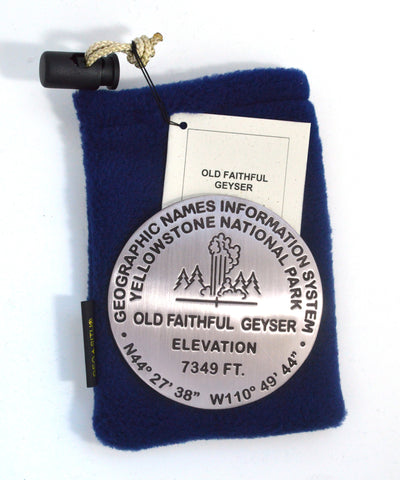 OLD FAITHFUL
GEYSER
GEOGRAPHIC NAMES INFORMATION SYSTEM
YELLOWSTONE NATIONAL PARK
OLD FAITHFUL GEYSER
ELEVATION
7349 FT.
• N44° 27' 38" W110° 49' 44" •